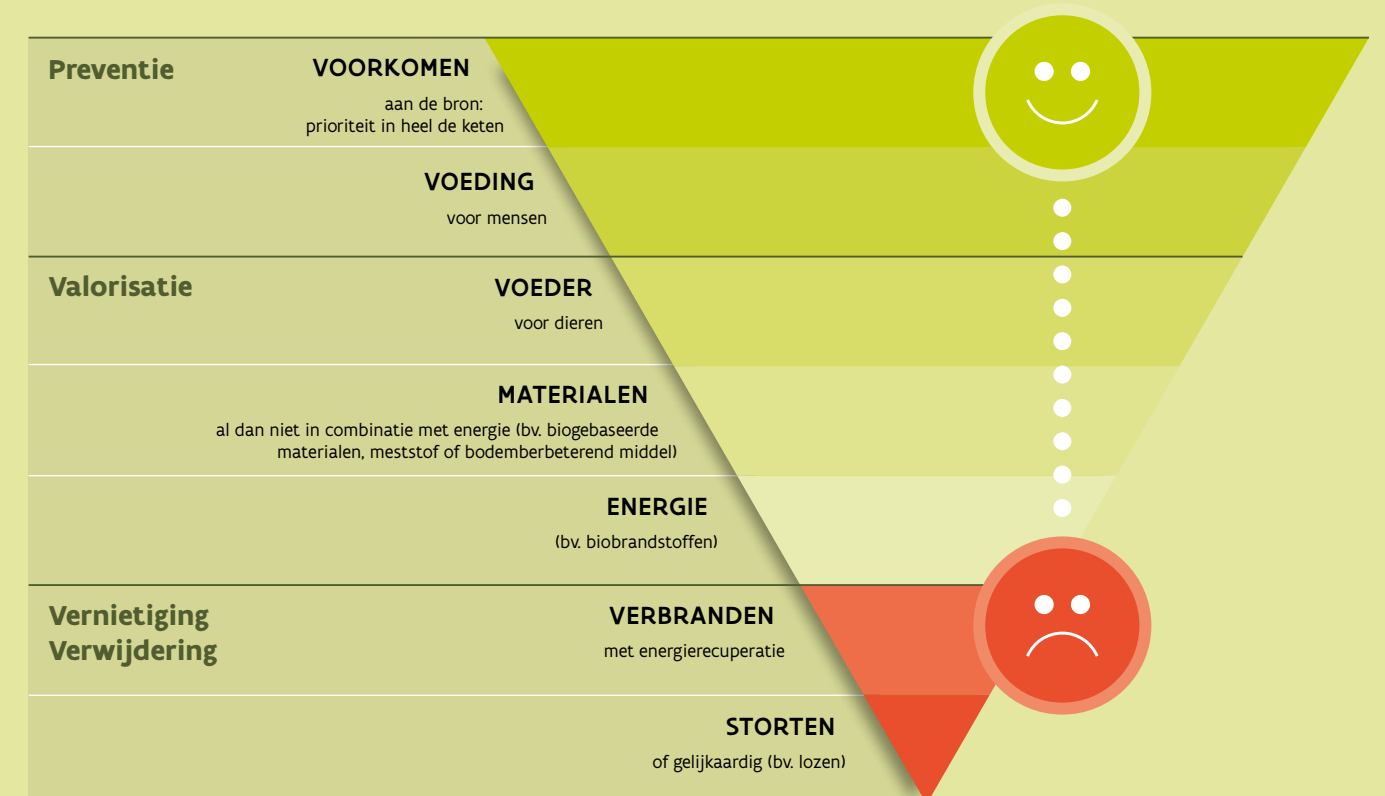 Preventie
VOORKOMEN
aan de bron:
prioriteit in heel de keten
VOEDING
voor mensen
Valorisatie
VOEDER
voor dieren
MATERIALEN
al dan niet in combinatie met energie (bv. biogebaseerde
materialen, meststof of bodemberbeterend middel)
ENERGIE
(bv. biobrandstoffen)
Vernietiging
Verwijdering
VERBRANDEN
met energierecuperatie
STORTEN
of gelijkaardig (bv. lozen)